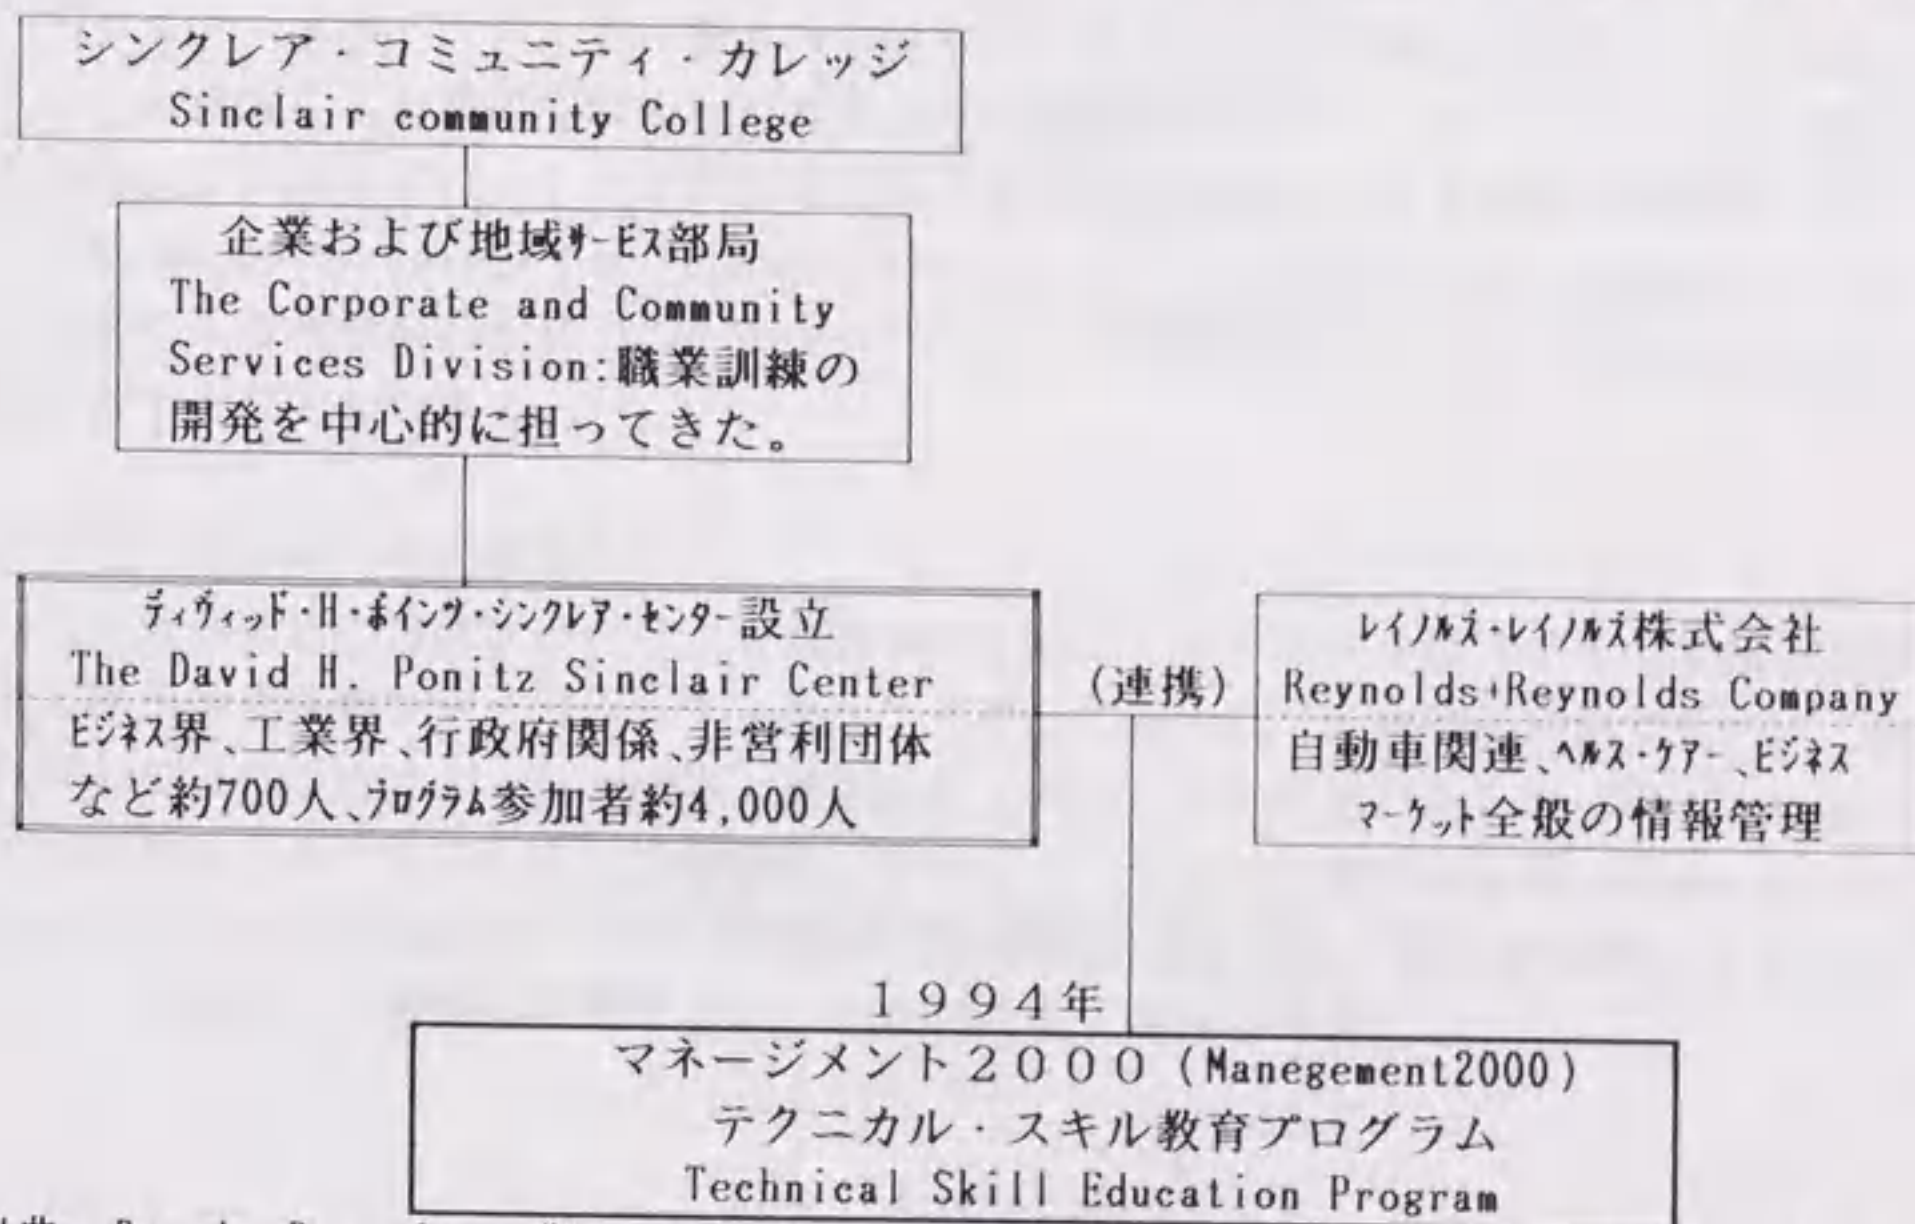 シンクレア・コミュニティ・カレッジ
Sinclair community College
企業および地域ｻｰﾋﾞｽ部局
The Corporate and Community
Services Division:職業訓練の
開発を中心的に担ってきた。
ﾃﾞｨｳﾞｨｯﾄﾞ・H・ﾎﾟｲﾝﾂ・ｼﾝｸﾚｱ・ｾﾝﾀｰ設立
The David H. Ponitz Sinclair Center
ﾋﾞｼﾞﾈｽ界、工業界、行政府関係、非営利団体
など約700人、ﾌﾟﾛｸﾞﾗﾑ参加者約4,000人
(連携)
ﾚｲﾉﾙｽﾞ・ﾚｲﾉﾙｽﾞ株式会社
Reynolds+Reynolds Company
自動車関連、ﾍﾙｽ・ｹｱｰ、ﾋﾞｼﾞﾈｽ
ﾏｰｹｯﾄ全般の情報管理
１９９４年
マネージメント２０００(Manegement2000)
テクニカル・スキル教育プログラム
Technical Skill Education Program